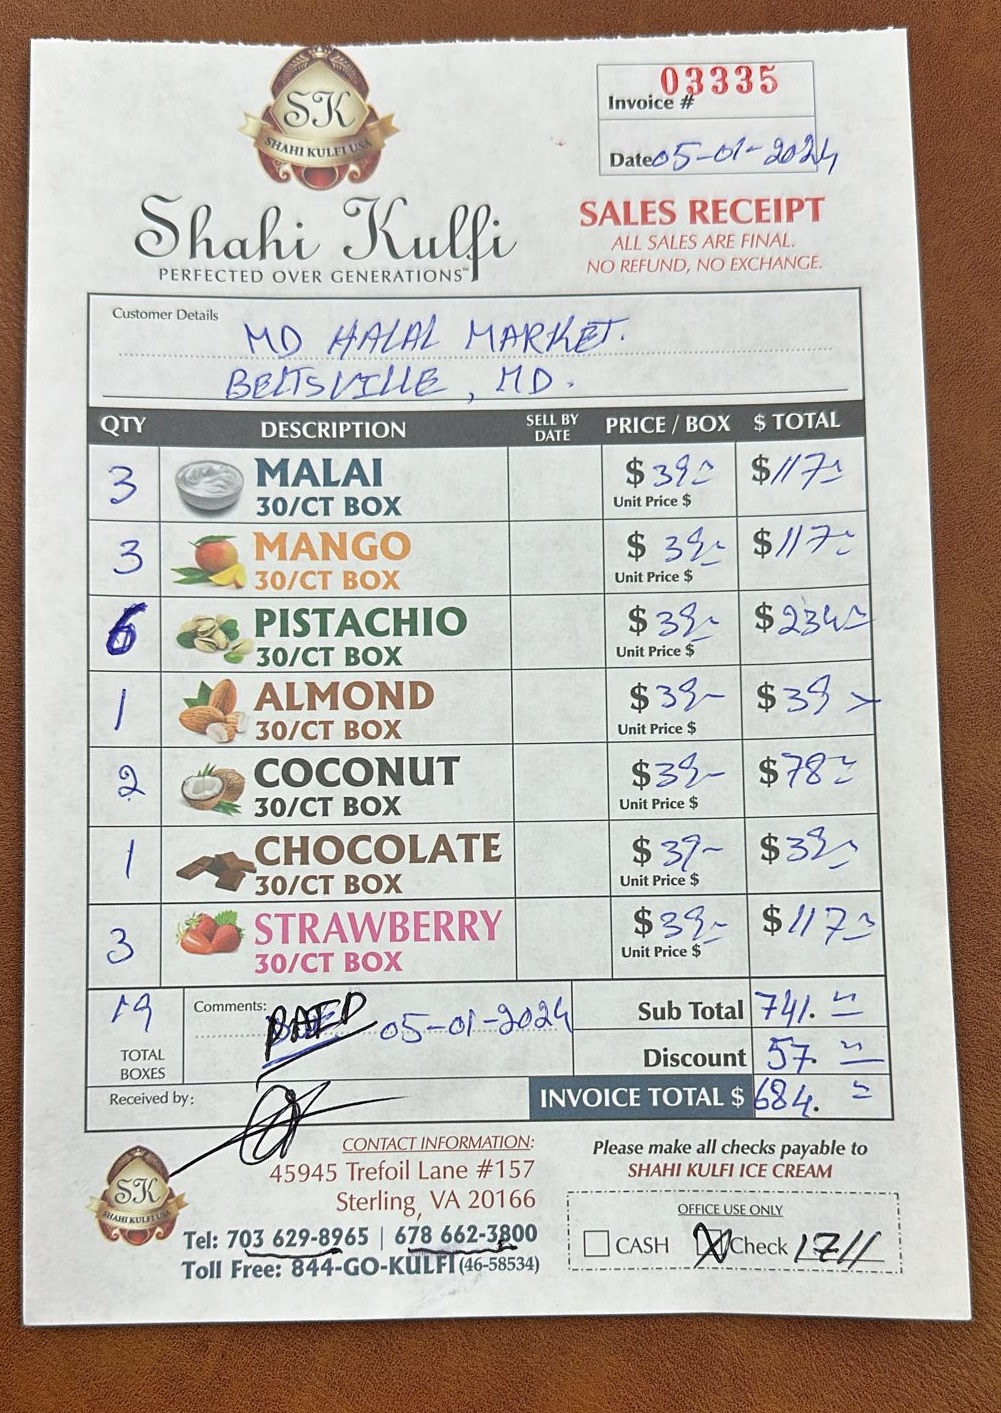 SK
SHAHI KULFI USA
03335
Invoice #
Date 05-01-2024
Shahi Kulfi
PERFECTED OVER GENERATIONS™
SALES RECEIPT
ALL SALES ARE FINAL.
NO REFUND, NO EXCHANGE.
Customer Details
MD HALAL MARKET.
BELTSVILLE, MD.
QTY DESCRIPTION SELL BY DATE PRICE / BOX $ TOTAL
3 MALAI $ 39 $ 117
30/CT BOX Unit Price $
3 MANGO $ 39 $ 117
30/CT BOX Unit Price $
6 PISTACHIO $ 39 $ 234
30/CT BOX Unit Price $
1 ALMOND $ 39 $ 39
30/CT BOX Unit Price $
2 COCONUT $ 39 $ 78
30/CT BOX Unit Price $
1 CHOCOLATE $ 39 $ 39
30/CT BOX Unit Price $
3 STRAWBERRY $ 39 $ 117
30/CT BOX Unit Price $
19 Comments: 05-01-2024 Sub Total 741.
TOTAL BOXES Discount 57.
Received by: INVOICE TOTAL $ 684.
SK
SHAHI KULFI USA
CONTACT INFORMATION:
45945 Trefoil Lane #157
Sterling, VA 20166
Tel: 703 629-8965 | 678 662-3800
Toll Free: 844-GO-KULFI (46-58534)
Please make all checks payable to
SHAHI KULFI ICE CREAM
OFFICE USE ONLY
CASH Check 1711